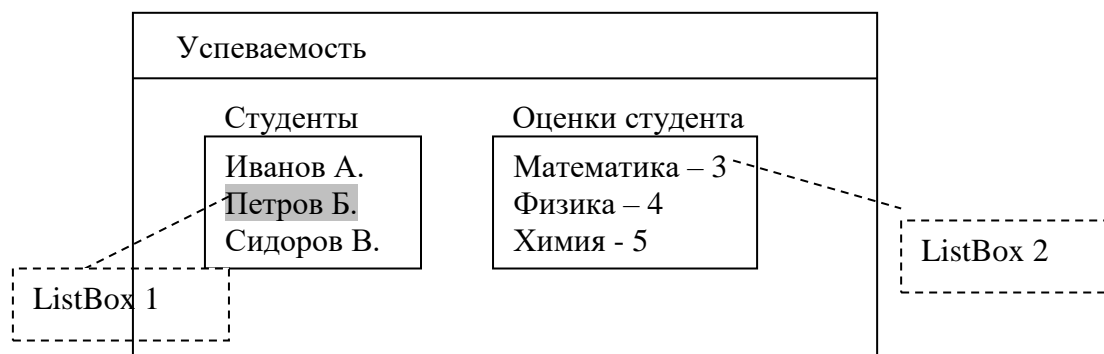 Успеваемость
Студенты
Оценки студента
Иванов А.
Петров Б.
Сидоров В.
Математика – 3
Физика – 4
Химия - 5
ListBox 1
ListBox 2